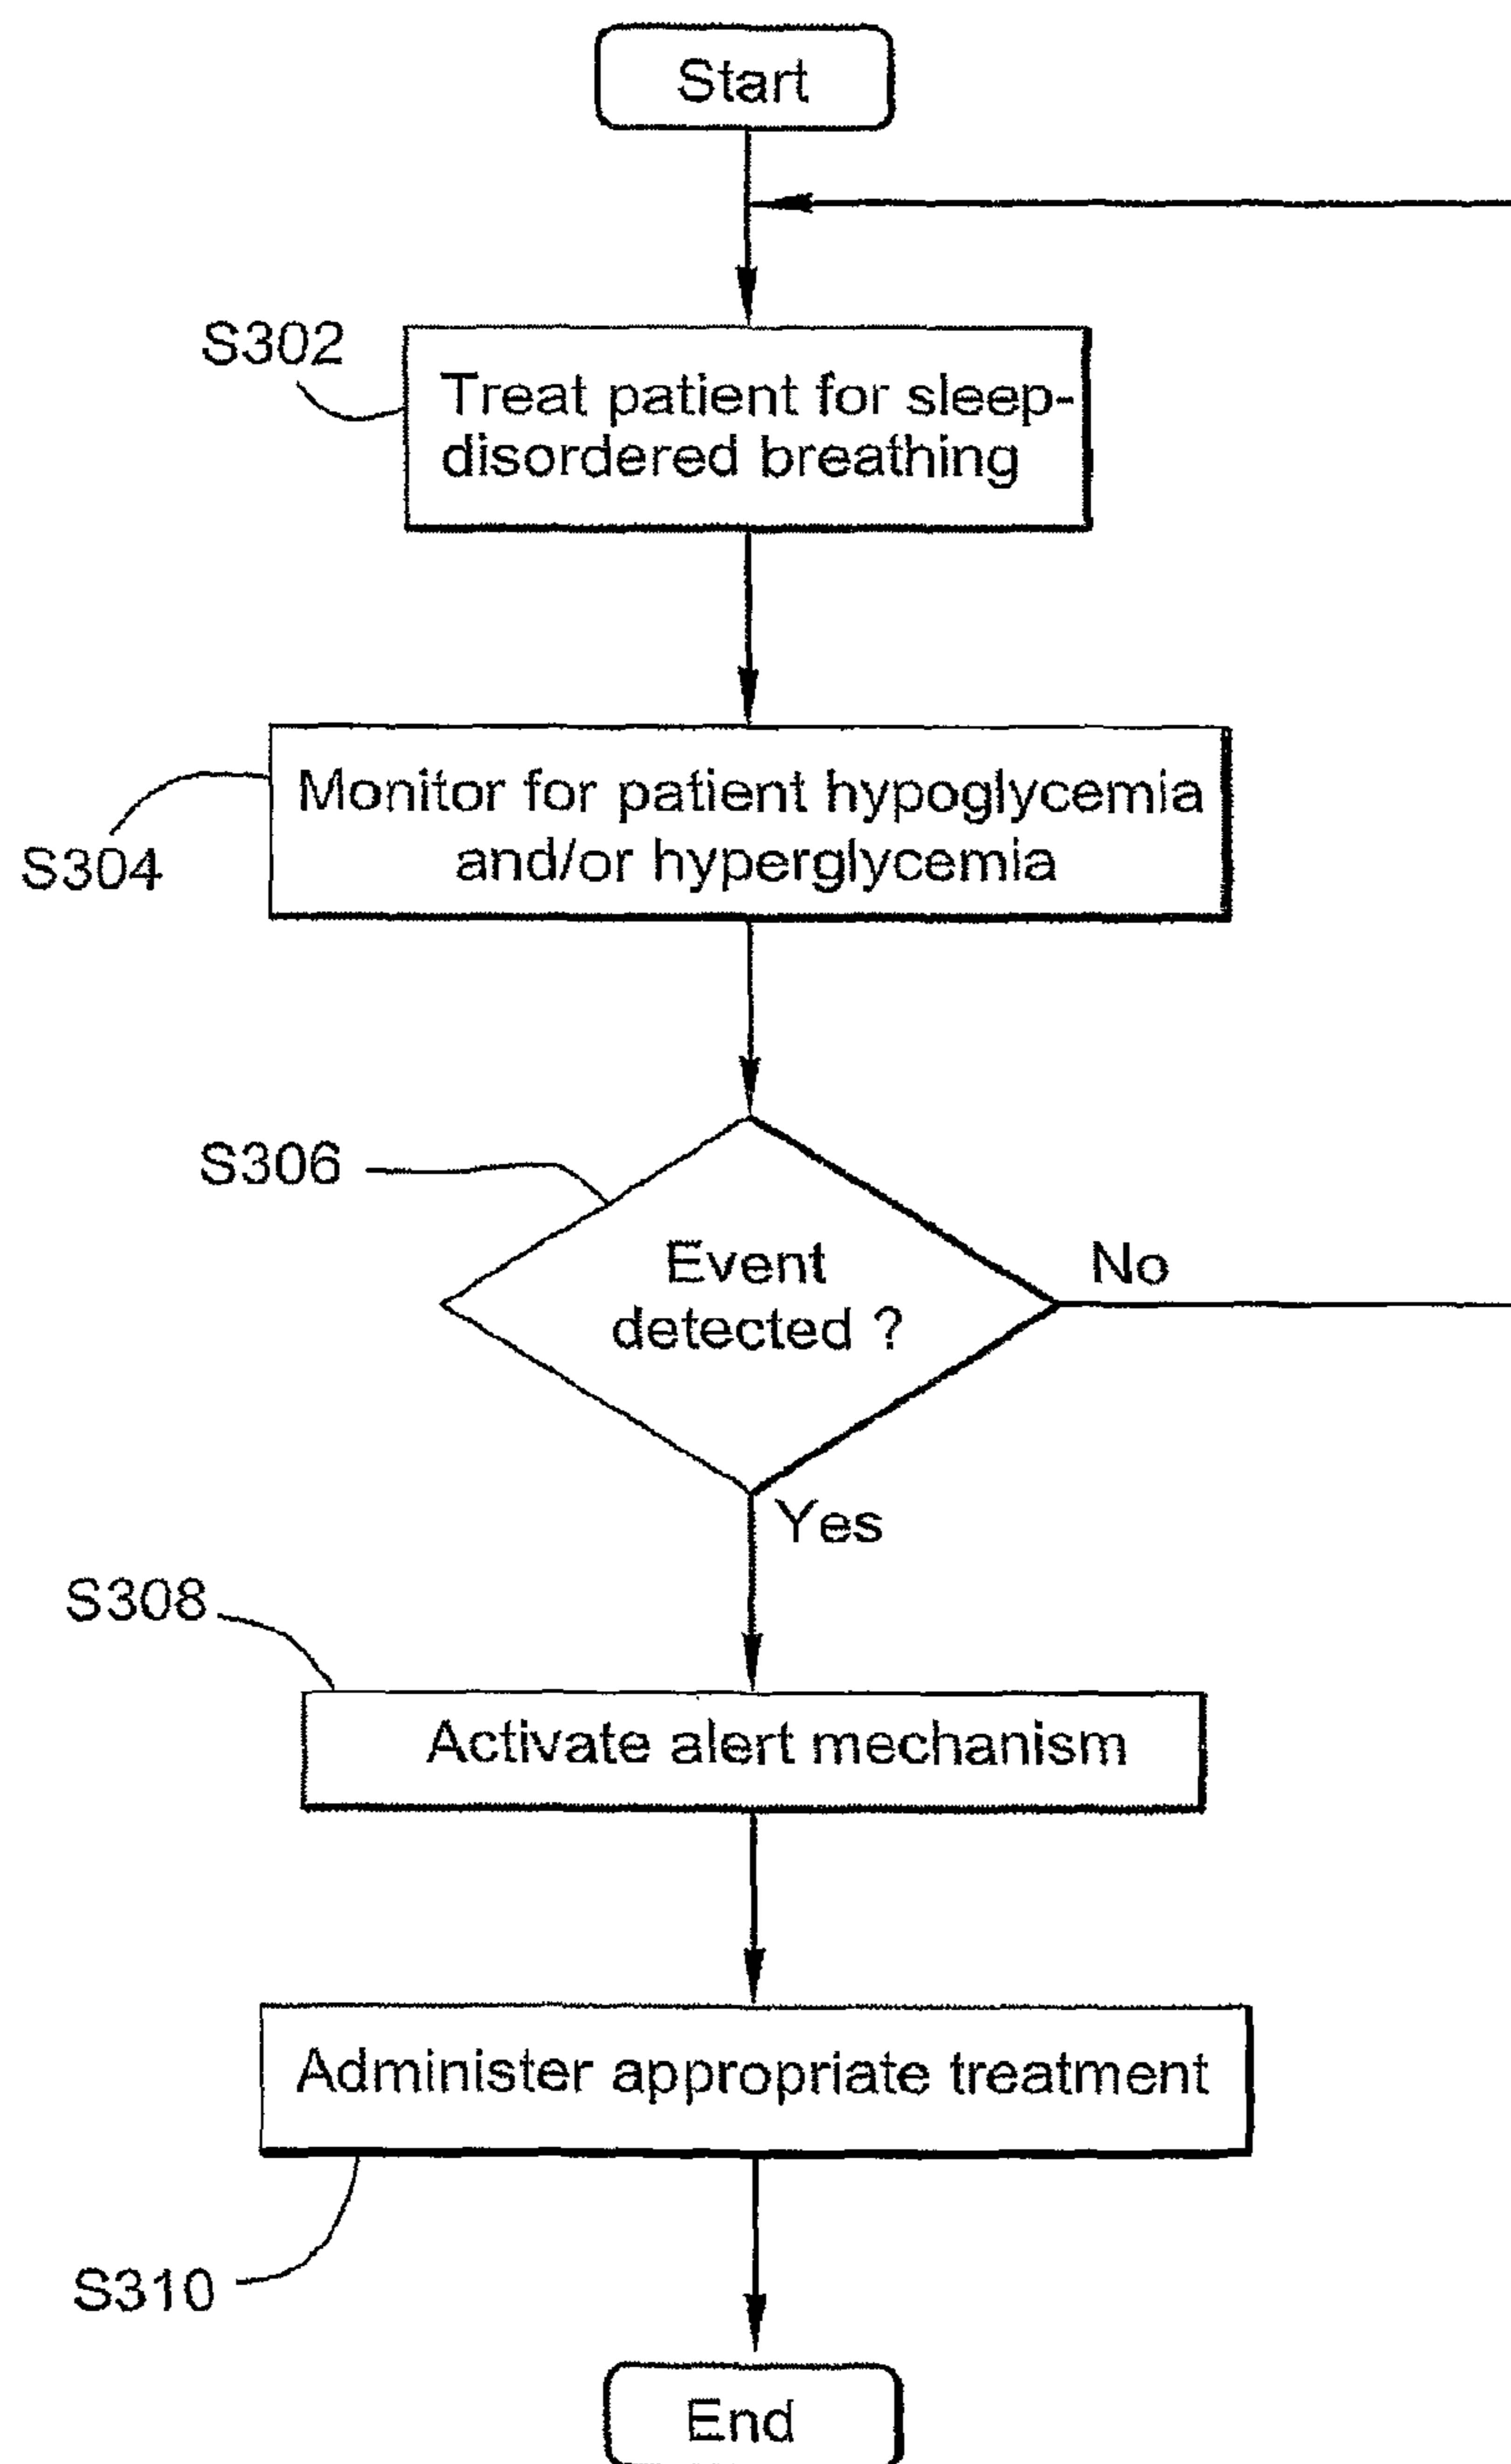 Start
S302
Treat patient for sleep-
disordered breathing
Monitor for patient hypoglycemia
and/or hyperglycemia
S304
S306
Event
detected ?
No
Yes
S308
Activate alert mechanism
Administer appropriate treatment
S310
End